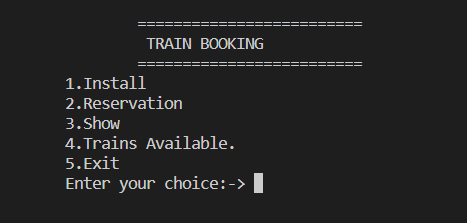 =========================
TRAIN BOOKING
=========================
1.Install
2.Reservation
3.Show
4.Trains Available.
5.Exit
Enter your choice:->